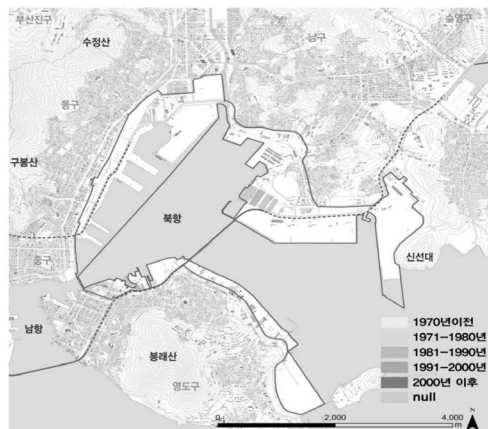 부산진구
수영구
수정산
남구
동구
구봉산
북항
중구
신선대
남항
봉래산
영도구
1970년이전
1971-1980년
1981-1990년
1991-2000년
2000년 이후
null
N
0 2,000 4,000
m